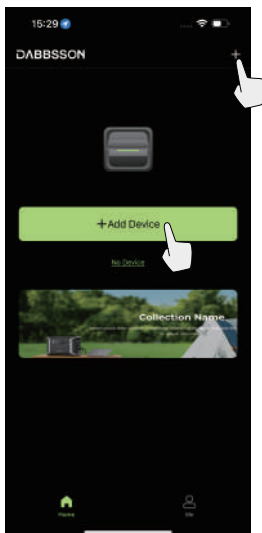 15:29
DABBSSON
+
+Add Device
No Device
Collection Name
Home
Me